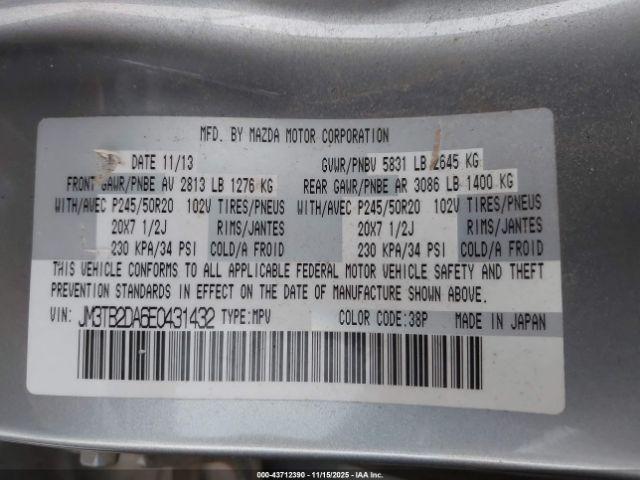 MFD. BY MAZDA MOTOR CORPORATION
DATE 11/13 GVWR/PNBV 5831 LB 2645 KG
FRONT GAWR/PNBE AV 2813 LB 1276 KG REAR GAWR/PNBE AR 3086 LB 1400 KG
WITH/AVEC P245/50R20 102V TIRES/PNEUS WITH/AVEC P245/50R20 102V TIRES/PNEUS
20X7 1/2J RIMS/JANTES 20X7 1/2J RIMS/JANTES
230 KPA/34 PSI COLD/A FROID 230 KPA/34 PSI COLD/A FROID
THIS VEHICLE CONFORMS TO ALL APPLICABLE FEDERAL MOTOR VEHICLE SAFETY AND THEFT
PREVENTION STANDARDS IN EFFECT ON THE DATE OF MANUFACTURE SHOWN ABOVE.
VIN: JM3TB2DA6E0431432 TYPE:MPV COLOR CODE:38P MADE IN JAPAN
000-43712390 - 11/15/2025 - IAA Inc.